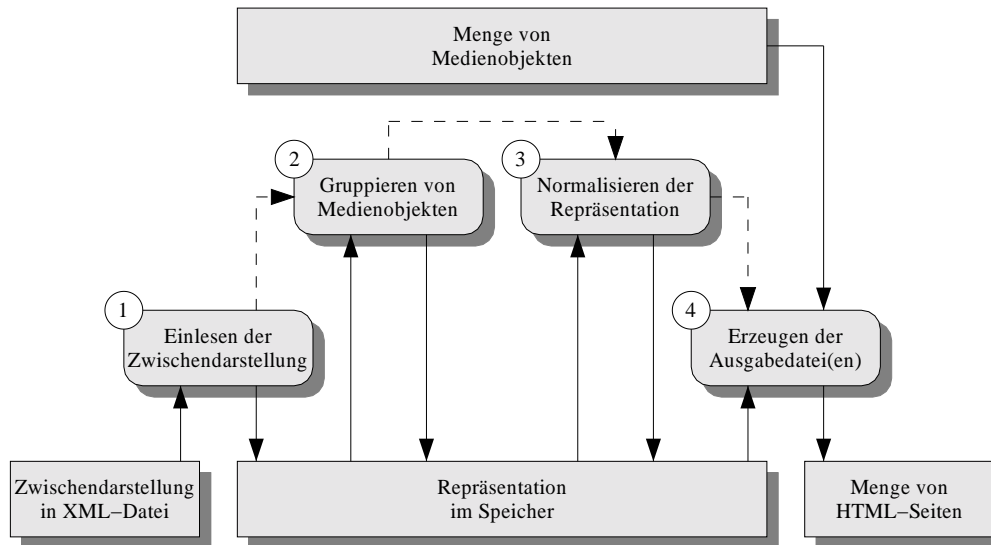 Menge von
Medienobjekten
2
Gruppieren von
Medienobjekten
3
Normalisieren der
Repräsentation
1
Einlesen der
Zwischendarstellung
4
Erzeugen der
Ausgabedatei(en)
Zwischendarstellung
in XML−Datei
Repräsentation
im Speicher
Menge von
HTML−Seiten